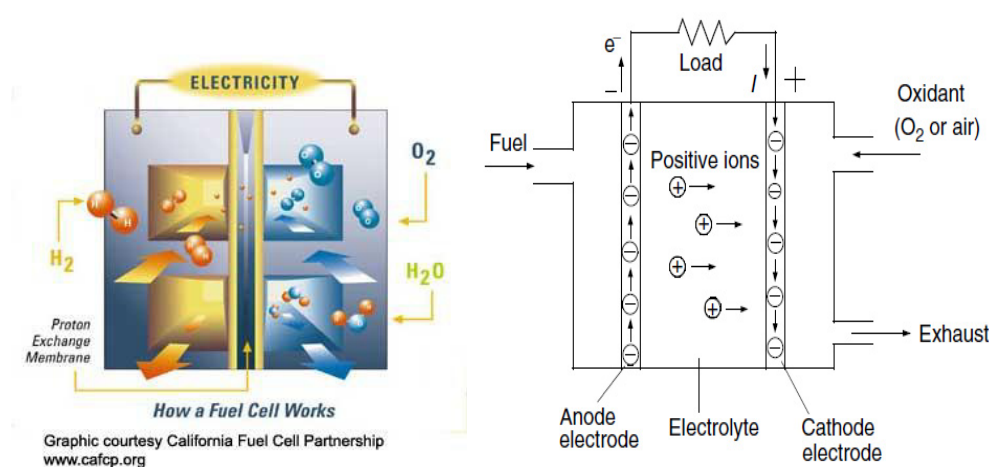 ELECTRICITY
O2
H2
H2O
Proton
Exchange
Membrane
How a Fuel Cell Works
Graphic courtesy California Fuel Cell Partnership
www.cafcp.org
e−
Load
−
I
+
Fuel
Oxidant
(O2 or air)
Positive ions
Exhaust
Anode
electrode
Electrolyte
Cathode
electrode